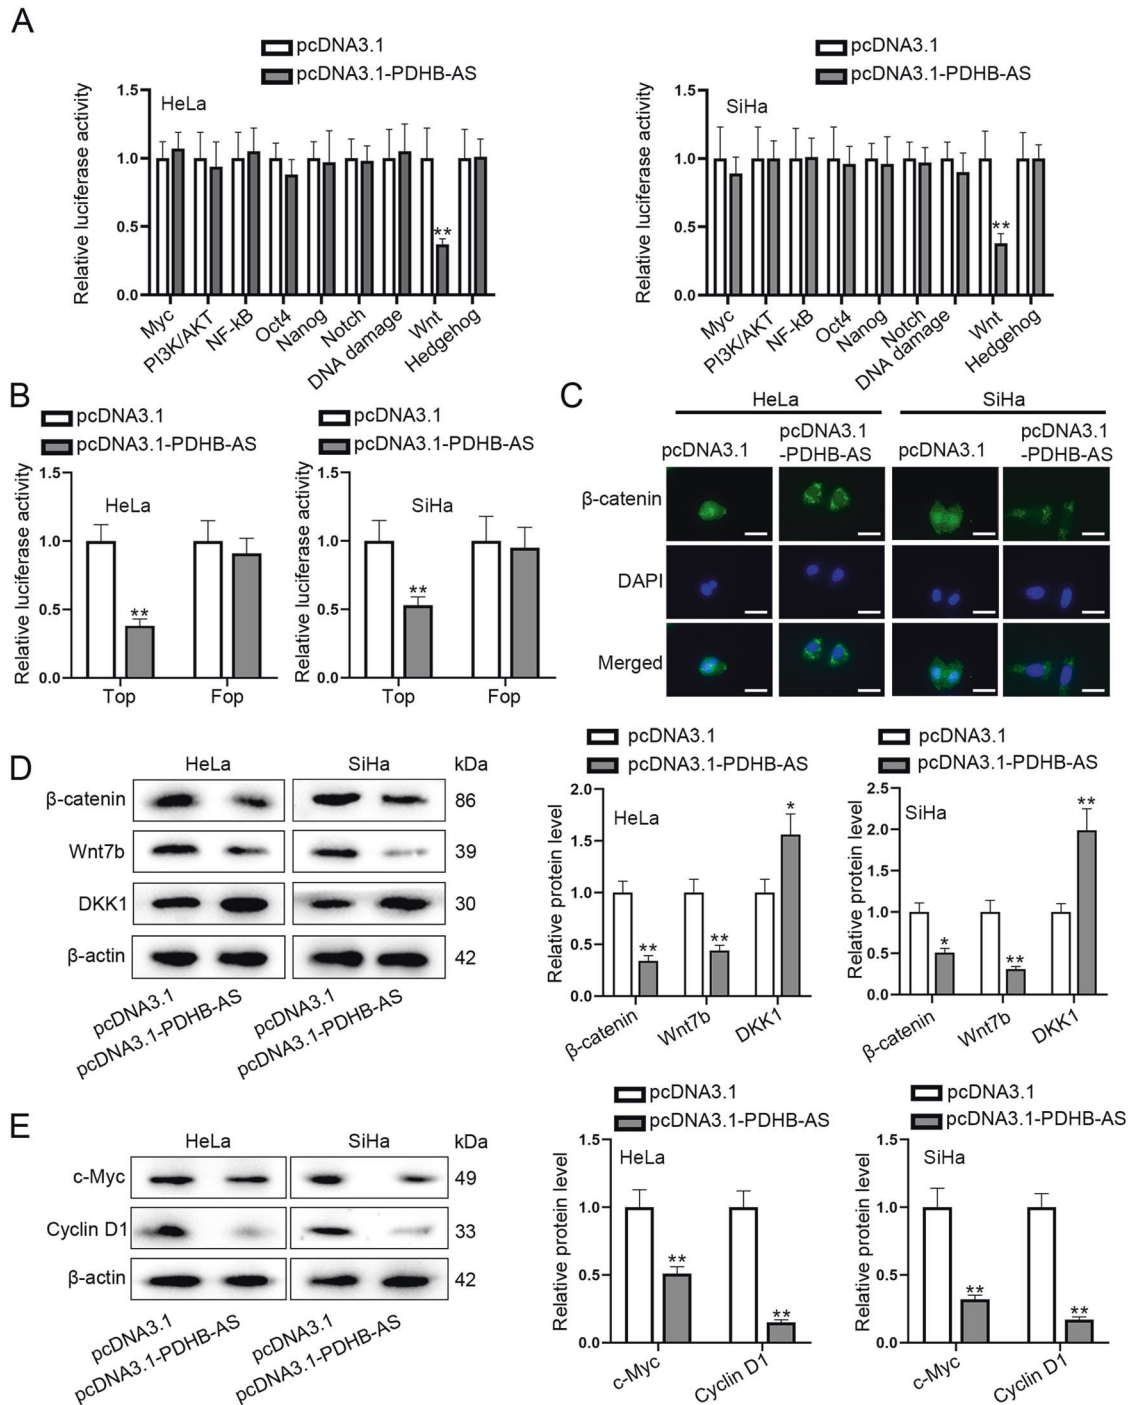 A
pcDNA3.1
pcDNA3.1-PDHB-AS
HeLa
Relative luciferase activity
1.5
1.0
0.5
0.0
Myc
PI3K/AKT
NF-kB
Oct4
Nanog
Notch
DNA damage
Wnt
Hedgehog
**
pcDNA3.1
pcDNA3.1-PDHB-AS
SiHa
Relative luciferase activity
1.5
1.0
0.5
0.0
Myc
PI3K/AKT
NF-kB
Oct4
Nanog
Notch
DNA damage
Wnt
Hedgehog
**
B
pcDNA3.1
pcDNA3.1-PDHB-AS
HeLa
Relative luciferase activity
1.5
1.0
0.5
0.0
**
Top
Fop
pcDNA3.1
pcDNA3.1-PDHB-AS
SiHa
Relative luciferase activity
1.5
1.0
0.5
0.0
**
Top
Fop
C
HeLa
SiHa
pcDNA3.1
pcDNA3.1
-PDHB-AS
pcDNA3.1
pcDNA3.1
-PDHB-AS
β-catenin
DAPI
Merged
D
HeLa
SiHa
kDa
β-catenin
86
Wnt7b
39
DKK1
30
β-actin
42
pcDNA3.1
pcDNA3.1-PDHB-AS
pcDNA3.1
pcDNA3.1-PDHB-AS
pcDNA3.1
pcDNA3.1-PDHB-AS
HeLa
Relative protein level
2.0
1.5
1.0
0.5
0.0
**
**
*
β-catenin
Wnt7b
DKK1
pcDNA3.1
pcDNA3.1-PDHB-AS
SiHa
Relative protein level
2.5
2.0
1.5
1.0
0.5
0.0
*
**
**
β-catenin
Wnt7b
DKK1
E
HeLa
SiHa
kDa
c-Myc
49
Cyclin D1
33
β-actin
42
pcDNA3.1
pcDNA3.1-PDHB-AS
pcDNA3.1
pcDNA3.1-PDHB-AS
pcDNA3.1
pcDNA3.1-PDHB-AS
HeLa
Relative protein level
1.5
1.0
0.5
0.0
**
**
c-Myc
Cyclin D1
pcDNA3.1
pcDNA3.1-PDHB-AS
SiHa
Relative protein level
1.5
1.0
0.5
0.0
**
**
c-Myc
Cyclin D1